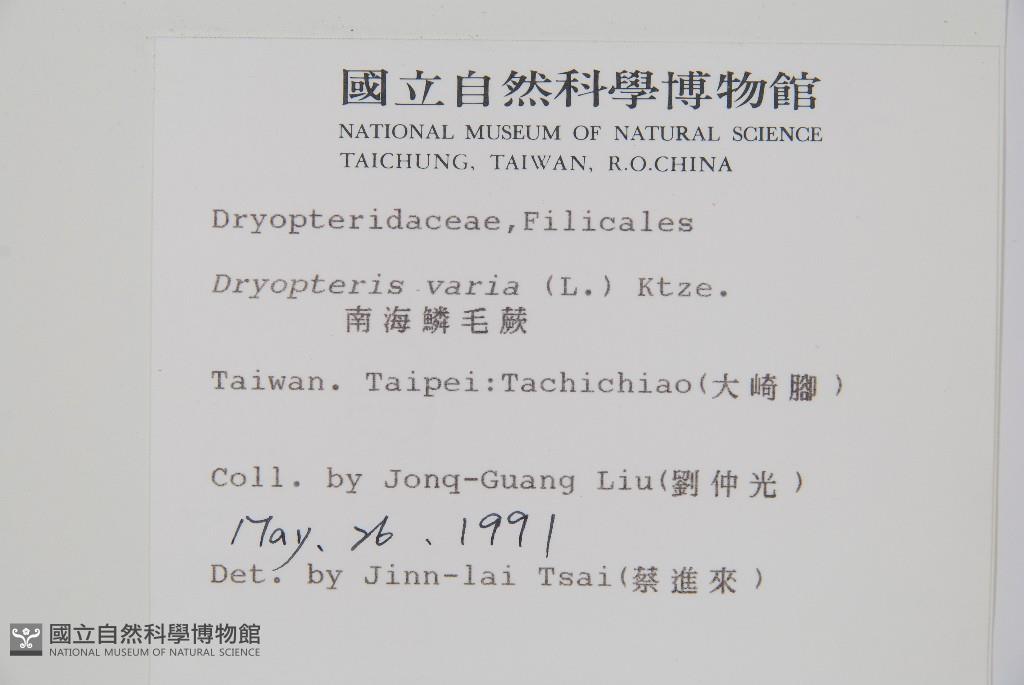 國立自然科學博物館
NATIONAL MUSEUM OF NATURAL SCIENCE
TAICHUNG, TAIWAN, R.O.CHINA
Dryopteridaceae,Filicales
Dryopteris varia (L.) Ktze.
南海鱗毛蕨
Taiwan. Taipei:Tachichiao(大崎腳)
Coll. by Jonq-Guang Liu(劉仲光)
May. 26. 1991
Det. by Jinn-lai Tsai(蔡進來)
國立自然科學博物館
NATIONAL MUSEUM OF NATURAL SCIENCE